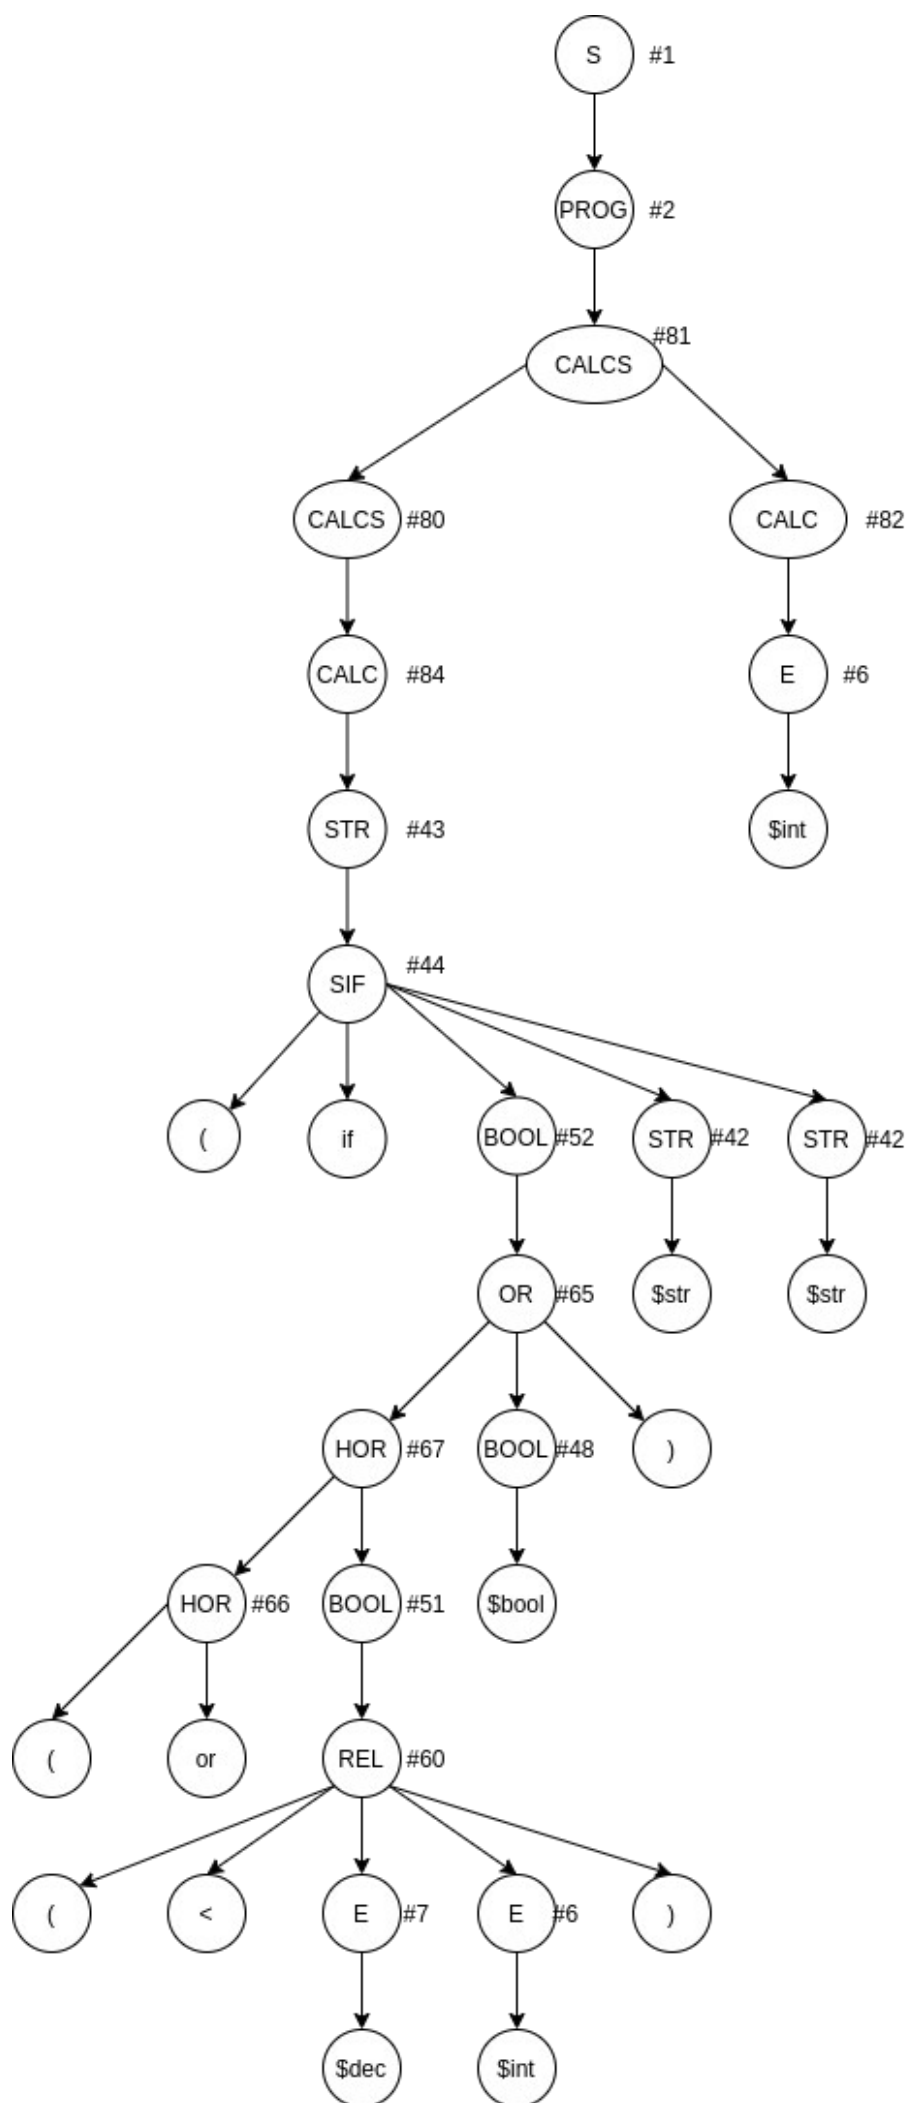 S #1
PROG #2
#81
CALCS
CALCS #80 CALC #82
CALC #84 E #6
STR #43 $int
SIF #44
( if BOOL #52 STR #42 STR #42
OR #65 $str $str
HOR #67 BOOL #48 )
HOR #66 BOOL #51 $bool
( or REL #60
( < E #7 E #6 )
$dec $int